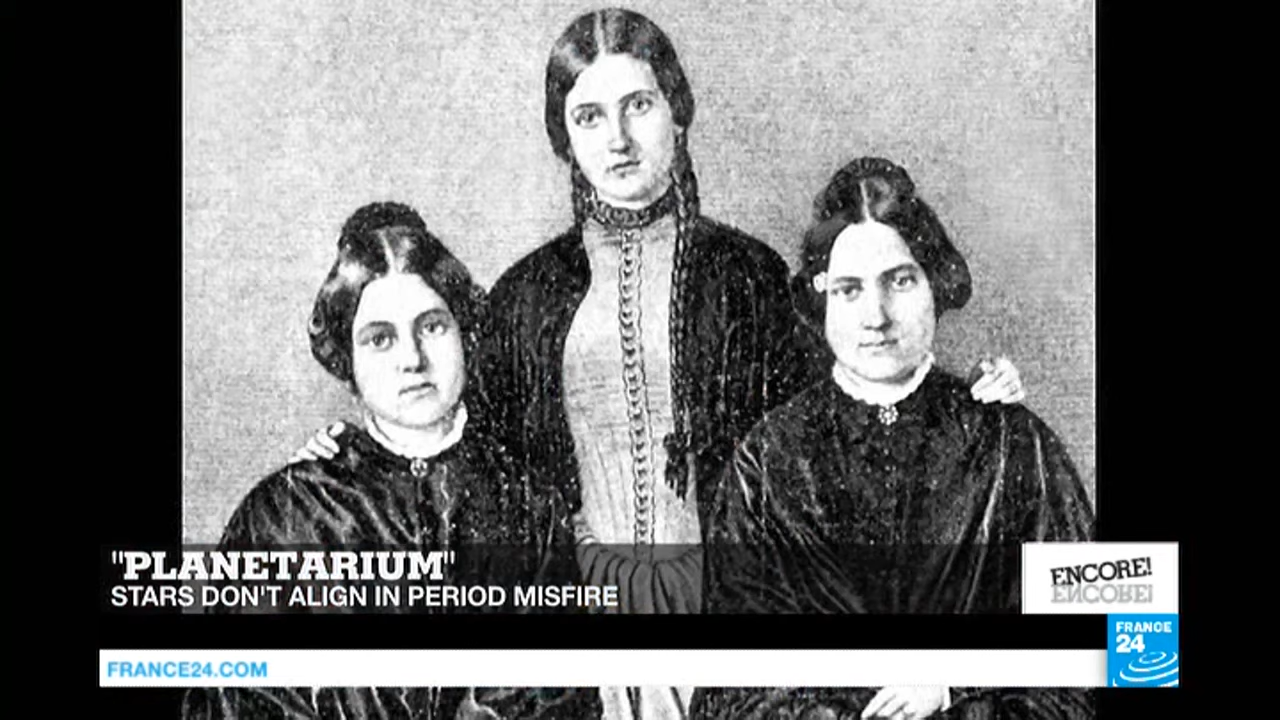 "PLANETARIUM"
STARS DON'T ALIGN IN PERIOD MISFIRE
ENCORE!
ENCORE!
FRANCE
24
FRANCE24.COM